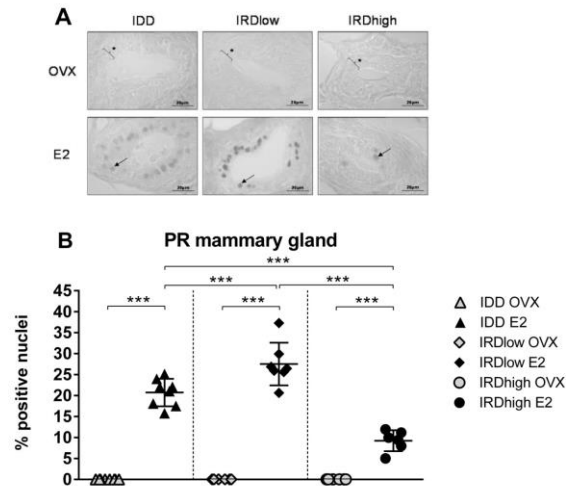 A
IDD IRDlow IRDhigh
OVX
* * *
E2
B PR mammary gland
***
*** ***
*** *** ***
45
40
35
30
25
20
15
10
5
0
% positive nuclei
IDD OVX
IDD E2
IRDlow OVX
IRDlow E2
IRDhigh OVX
IRDhigh E2